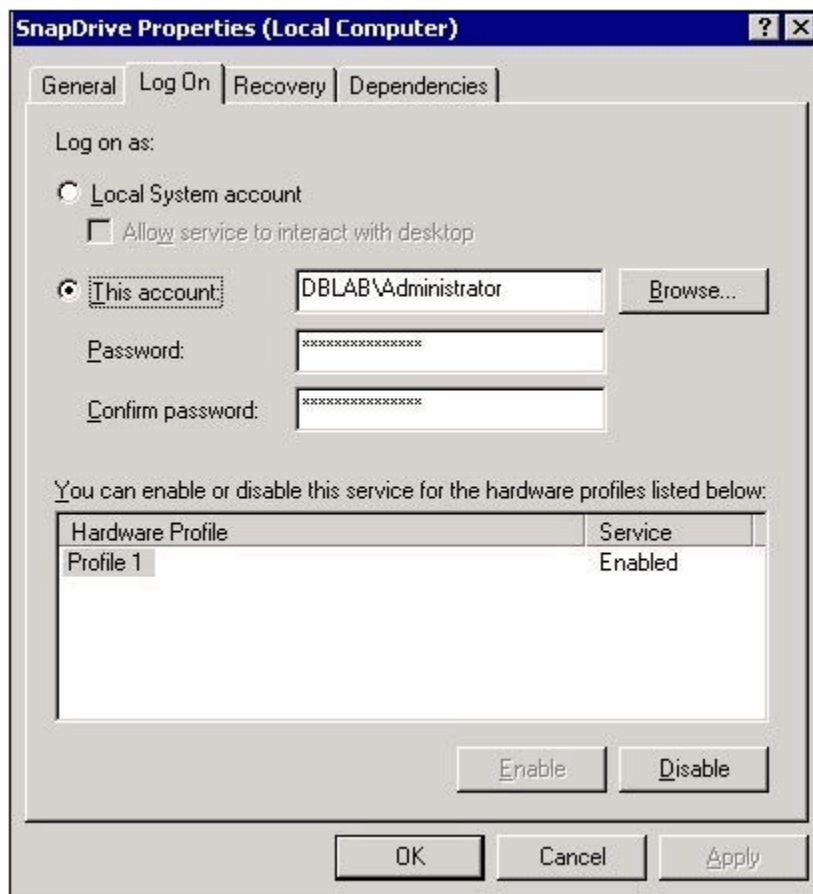 SnapDrive Properties (Local Computer)
General Log On Recovery Dependencies
Log on as:
Local System account
Allow service to interact with desktop
This account: DBLAB\Administrator Browse...
Password: ***************
Confirm password: ***************
You can enable or disable this service for the hardware profiles listed below:
Hardware Profile Service
Profile 1 Enabled
Enable Disable
OK Cancel Apply